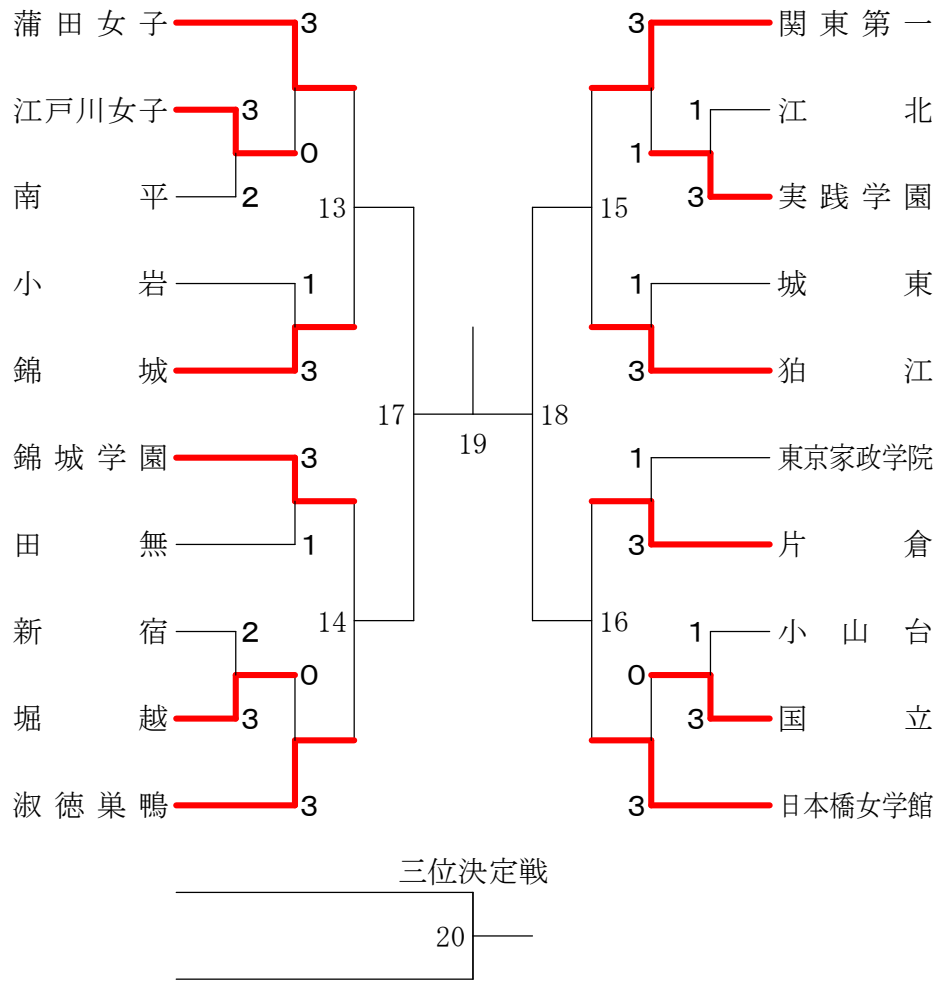 蒲田女子 3 3 関東第一
江戸川女子 3 1 江北
0 1
南平 2 3 実践学園
13 15
小岩 1 1 城東
錦城 3 3 狛江
17 18
19
錦城学園 3 1 東京家政学院
田無 1 3 片倉
14 16
新宿 2 1 小山台
0 0
堀越 3 3 国立
淑徳巣鴨 3 3 日本橋女学館
三位決定戦
20